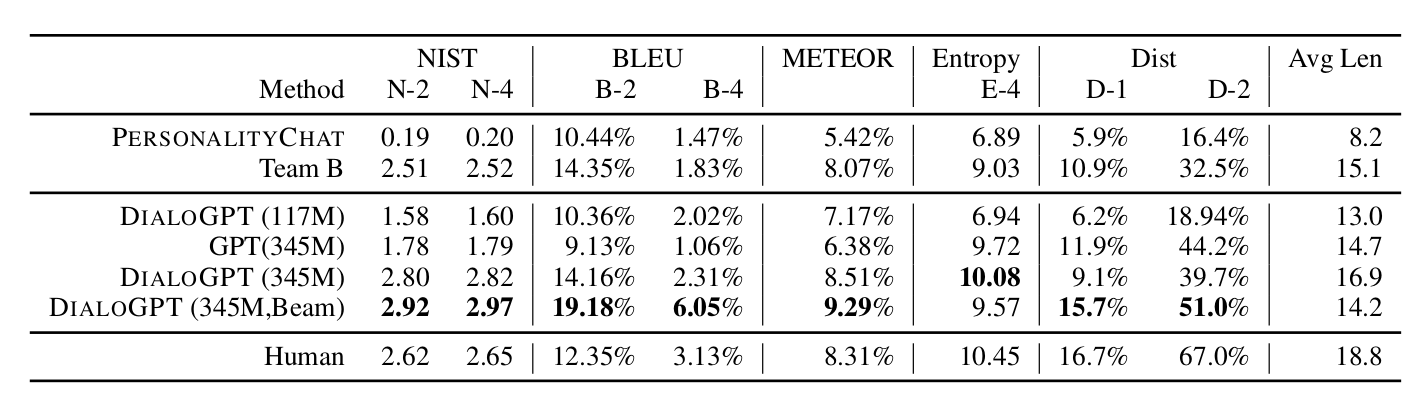 NIST BLEU METEOR Entropy Dist Avg Len
Method N-2 N-4 B-2 B-4 E-4 D-1 D-2
PERSONALITYCHAT 0.19 0.20 10.44% 1.47% 5.42% 6.89 5.9% 16.4% 8.2
Team B 2.51 2.52 14.35% 1.83% 8.07% 9.03 10.9% 32.5% 15.1
DIALOGPT (117M) 1.58 1.60 10.36% 2.02% 7.17% 6.94 6.2% 18.94% 13.0
GPT(345M) 1.78 1.79 9.13% 1.06% 6.38% 9.72 11.9% 44.2% 14.7
DIALOGPT (345M) 2.80 2.82 14.16% 2.31% 8.51% 10.08 9.1% 39.7% 16.9
DIALOGPT (345M,Beam) 2.92 2.97 19.18% 6.05% 9.29% 9.57 15.7% 51.0% 14.2
Human 2.62 2.65 12.35% 3.13% 8.31% 10.45 16.7% 67.0% 18.8